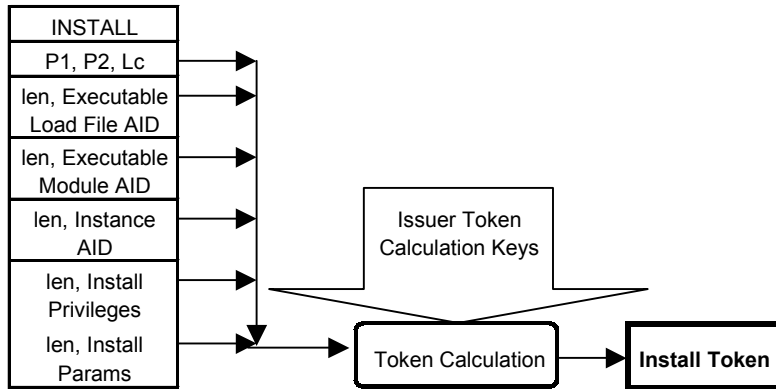 INSTALL
P1, P2, Lc
len, Executable
Load File AID
len, Executable
Module AID
len, Instance
AID
len, Install
Privileges
len, Install
Params
Issuer Token
Calculation Keys
Token Calculation
Install Token